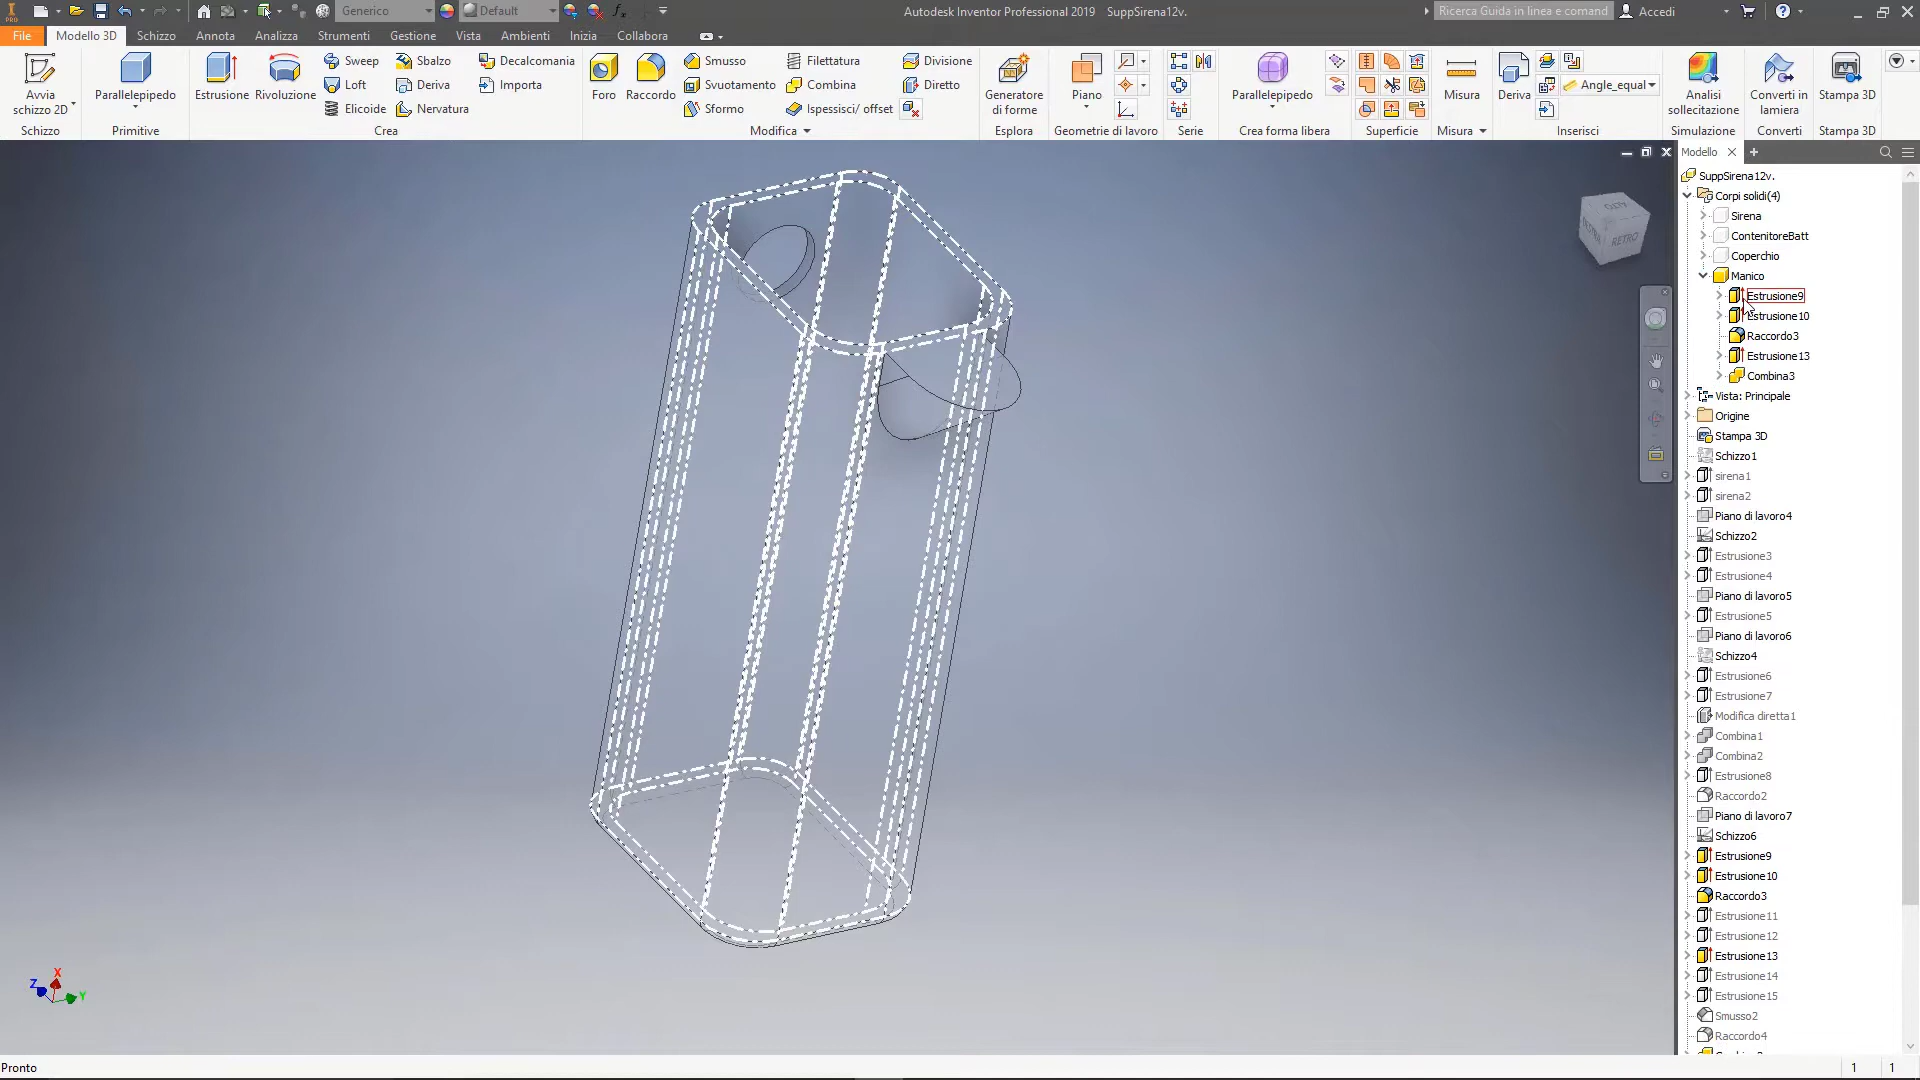 Generico
Default
Autodesk Inventor Professional 2019 SuppSirena12v.
Ricerca Guida in linea e comand
Accedi
File Modello 3D Schizzo Annota Analizza Strumenti Gestione Vista Ambienti Inizia Collabora
Avvia schizzo 2D
Schizzo
Parallelepipedo
Primitive
Estrusione
Rivoluzione
Sweep
Loft
Elicoide
Sbalzo
Deriva
Nervatura
Decalcomania
Importa
Crea
Foro
Raccordo
Smusso
Svuotamento
Sformo
Filettatura
Combina
Ispessisci/ offset
Divisione
Diretto
Modifica
Generatore di forme
Esplora
Piano
Geometrie di lavoro
Serie
Parallelepipedo
Crea forma libera
Superficie
Misura
Misura
Deriva
Angle_equal
Inserisci
Analisi sollecitazione
Simulazione
Converti in lamiera
Converti
Stampa 3D
Stampa 3D
RETRO
Modello
SuppSirena12v.
Corpi solidi(4)
Sirena
ContenitoreBatt
Coperchio
Manico
Estrusione9
Estrusione10
Raccordo3
Estrusione13
Combina3
Vista: Principale
Origine
Stampa 3D
Schizzo1
sirena1
sirena2
Piano di lavoro4
Schizzo2
Estrusione3
Estrusione4
Piano di lavoro5
Estrusione5
Piano di lavoro6
Schizzo4
Estrusione6
Estrusione7
Modifica diretta1
Combina1
Combina2
Estrusione8
Raccordo2
Piano di lavoro7
Schizzo6
Estrusione9
Estrusione10
Raccordo3
Estrusione11
Estrusione12
Estrusione13
Estrusione14
Estrusione15
Smusso2
Raccordo4
X
Z
Y
Pronto
1 1